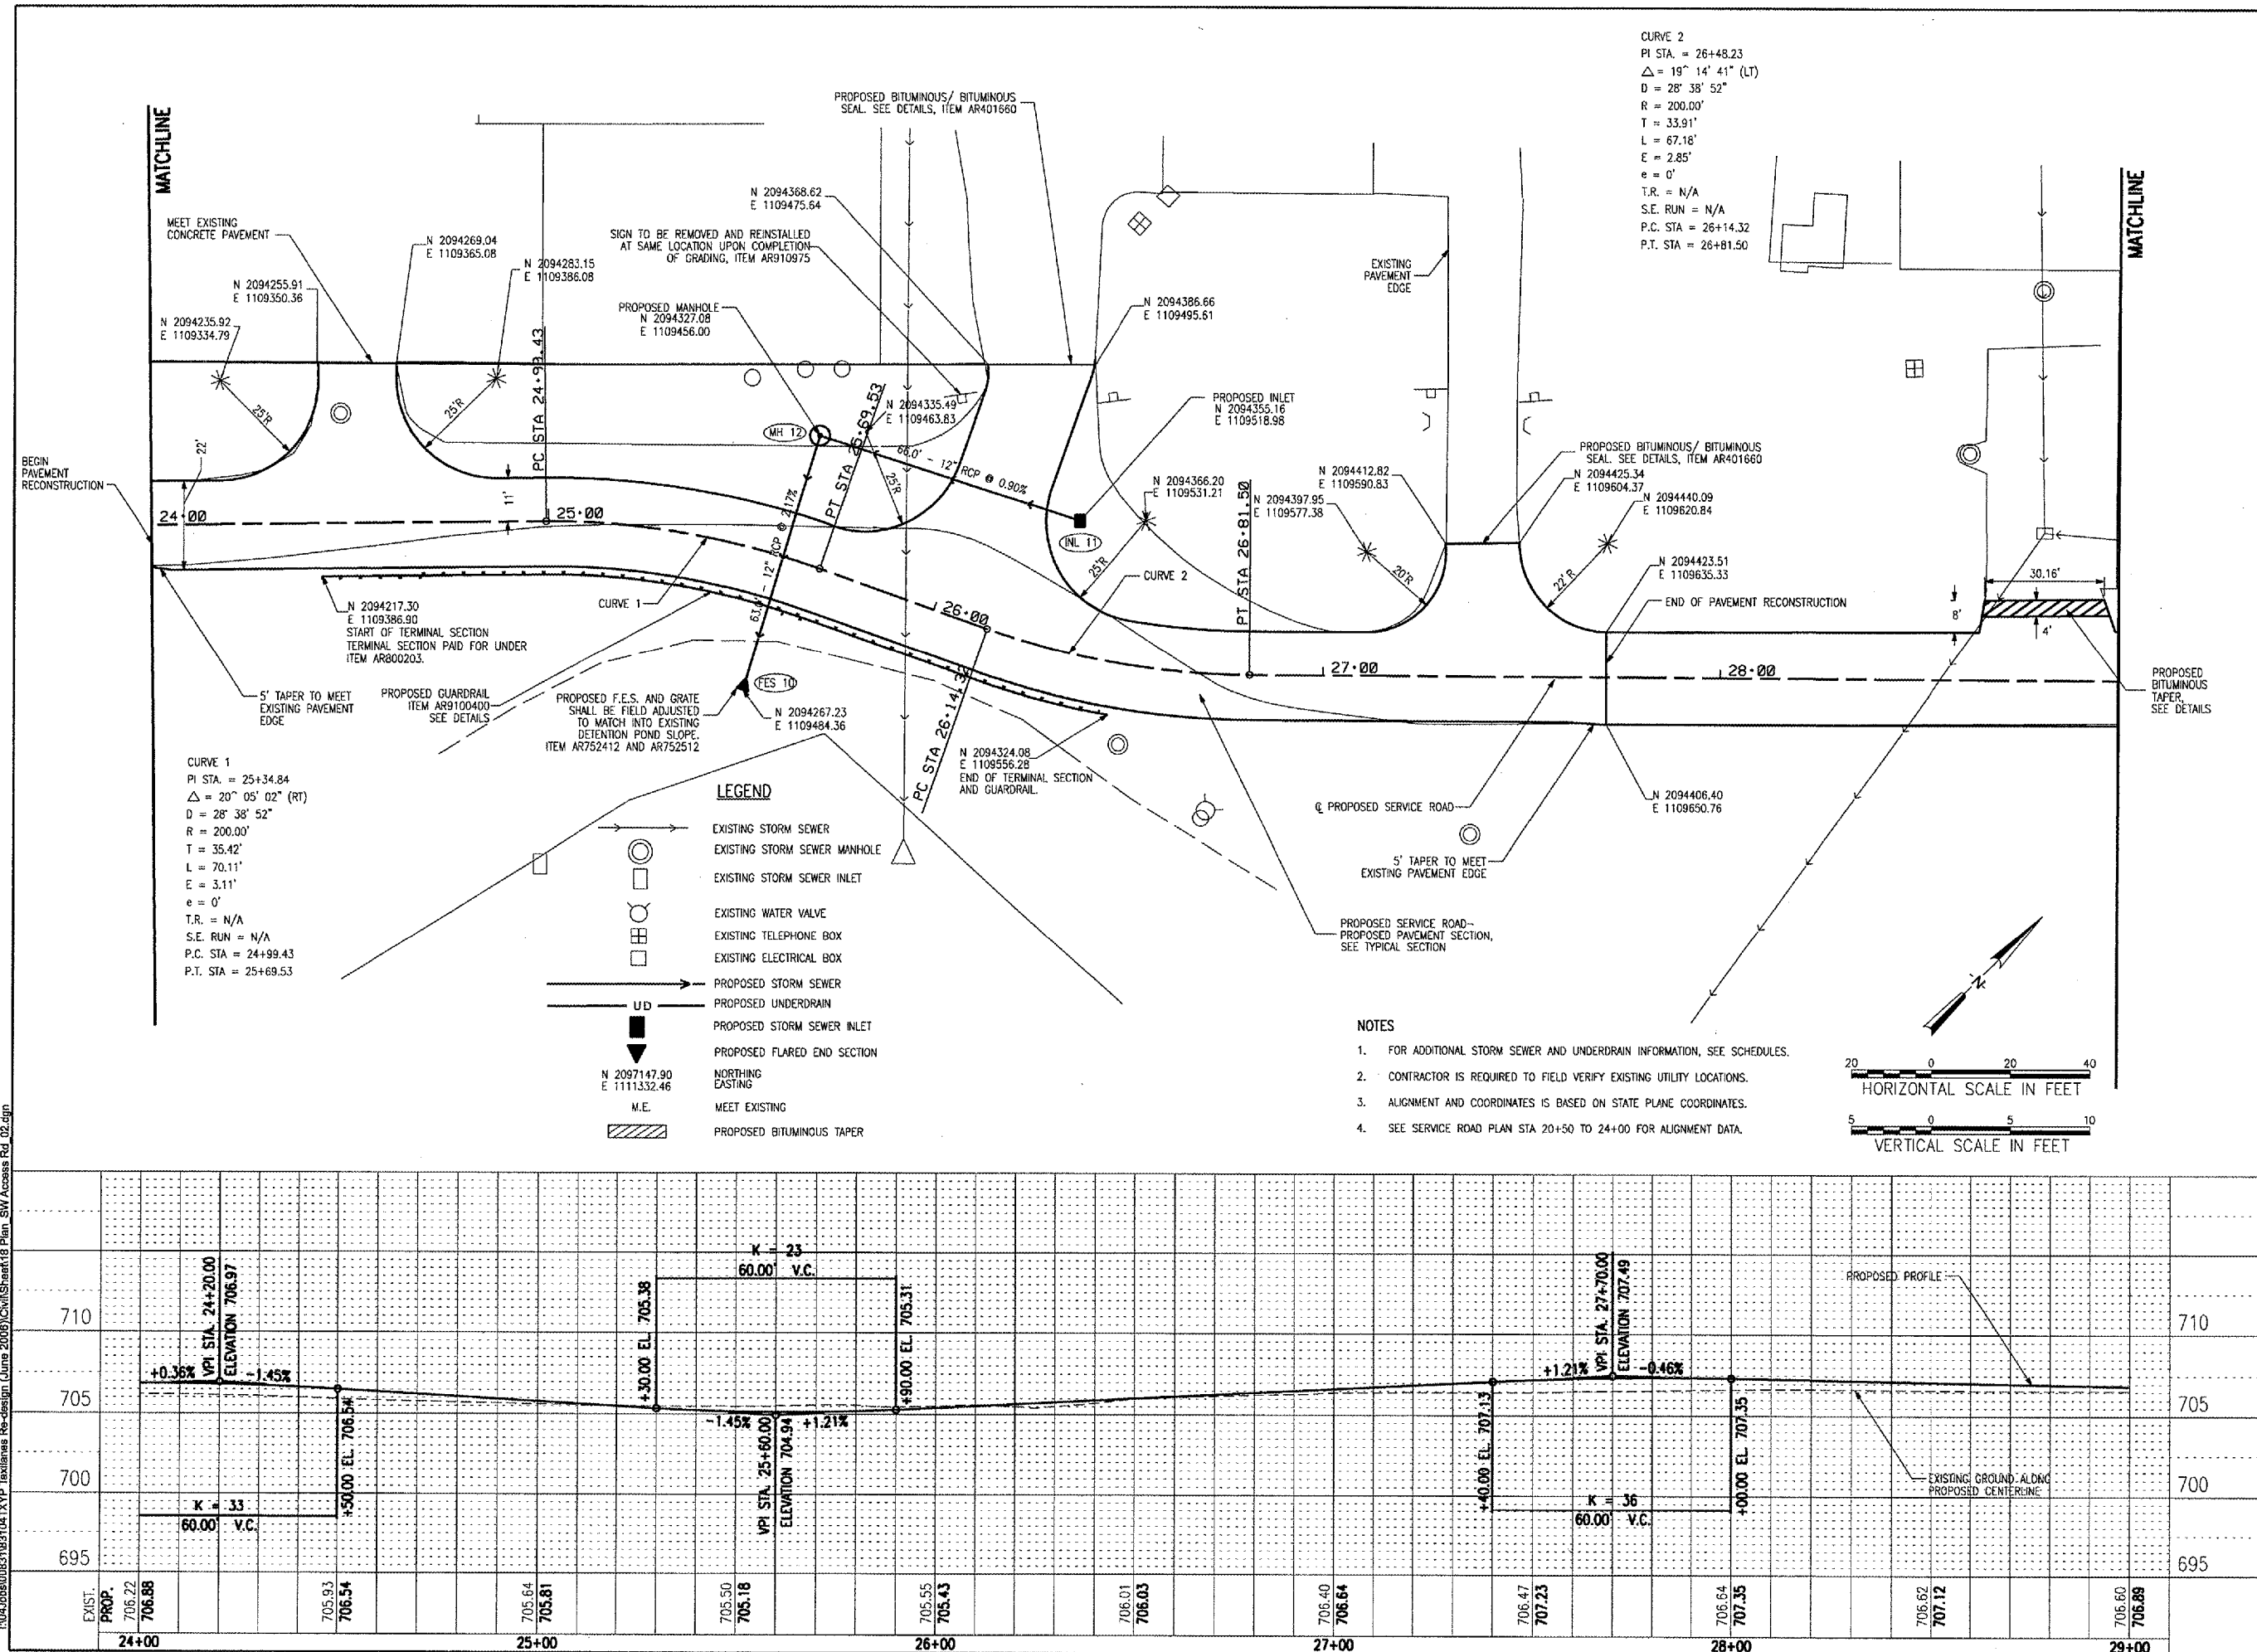 CURVE 2
PI STA. = 26+48.23
△ = 19^ 14' 41" (LT)
D = 28° 38' 52"
R = 200.00'
T = 33.91'
L = 67.18'
E = 2.85'
e = 0'
T.R. = N/A
S.E. RUN = N/A
P.C. STA = 26+14.32
P.T. STA = 26+81.50
MATCHLINE
MATCHLINE
PROPOSED BITUMINOUS/ BITUMINOUS
SEAL. SEE DETAILS, ITEM AR401660
MEET EXISTING
CONCRETE PAVEMENT
N 2094269.04
E 1109365.08
N 2094283.15
E 1109386.08
N 2094255.91
E 1109350.36
N 2094235.92
E 1109334.79
N 2094368.62
E 1109475.64
SIGN TO BE REMOVED AND REINSTALLED
AT SAME LOCATION UPON COMPLETION
OF GRADING, ITEM AR910975
PROPOSED MANHOLE
N 2094327.08
E 1109456.00
EXISTING
PAVEMENT
EDGE
N 2094386.66
E 1109495.61
PROPOSED INLET
N 2094355.16
E 1109518.98
N 2094335.49
E 1109463.83
MH 12
25'R
25'R
25'R
25'R
20'R
22'R
22'
11'
PC STA 24+99.43
PT STA 25+69.53
66.0' - 12" RCP @ 0.90%
63.0' - 12" RCP @ 2.17%
INL 11
N 2094366.20
E 1109531.21
PT STA 26+81.50
N 2094397.95
E 1109577.38
N 2094412.82
E 1109590.83
PROPOSED BITUMINOUS/ BITUMINOUS
SEAL. SEE DETAILS, ITEM AR401660
N 2094425.34
E 1109604.37
N 2094440.09
E 1109620.84
N 2094423.51
E 1109635.33
END OF PAVEMENT RECONSTRUCTION
30.16'
8'
4'
PROPOSED
BITUMINOUS
TAPER,
SEE DETAILS
BEGIN
PAVEMENT
RECONSTRUCTION
24+00
25+00
26+00
27+00
28+00
CURVE 1
CURVE 2
N 2094217.30
E 1109386.90
START OF TERMINAL SECTION
TERMINAL SECTION PAID FOR UNDER
ITEM AR800203.
5' TAPER TO MEET
EXISTING PAVEMENT
EDGE
PROPOSED GUARDRAIL
ITEM AR9100400
SEE DETAILS
PROPOSED F.E.S. AND GRATE
SHALL BE FIELD ADJUSTED
TO MATCH INTO EXISTING
DETENTION POND SLOPE.
ITEM AR752412 AND AR752512
FES 10
N 2094267.23
E 1109484.36
PC STA 26+14.32
N 2094324.08
E 1109556.28
END OF TERMINAL SECTION
AND GUARDRAIL.
℄ PROPOSED SERVICE ROAD
N 2094406.40
E 1109650.76
5' TAPER TO MEET
EXISTING PAVEMENT EDGE
PROPOSED SERVICE ROAD-
PROPOSED PAVEMENT SECTION,
SEE TYPICAL SECTION
CURVE 1
PI STA. = 25+34.84
△ = 20^ 05' 02" (RT)
D = 28° 38' 52"
R = 200.00'
T = 35.42'
L = 70.11'
E = 3.11'
e = 0'
T.R. = N/A
S.E. RUN = N/A
P.C. STA = 24+99.43
P.T. STA = 25+69.53
LEGEND
EXISTING STORM SEWER
EXISTING STORM SEWER MANHOLE
EXISTING STORM SEWER INLET
EXISTING WATER VALVE
EXISTING TELEPHONE BOX
EXISTING ELECTRICAL BOX
PROPOSED STORM SEWER
UD PROPOSED UNDERDRAIN
PROPOSED STORM SEWER INLET
PROPOSED FLARED END SECTION
N 2097147.90 NORTHING
E 1111332.46 EASTING
M.E. MEET EXISTING
PROPOSED BITUMINOUS TAPER
NOTES
1. FOR ADDITIONAL STORM SEWER AND UNDERDRAIN INFORMATION, SEE SCHEDULES.
2. CONTRACTOR IS REQUIRED TO FIELD VERIFY EXISTING UTILITY LOCATIONS.
3. ALIGNMENT AND COORDINATES IS BASED ON STATE PLANE COORDINATES.
4. SEE SERVICE ROAD PLAN STA 20+50 TO 24+00 FOR ALIGNMENT DATA.
N
20 0 20 40
HORIZONTAL SCALE IN FEET
5 0 5 10
VERTICAL SCALE IN FEET
710
705
700
695
710
705
700
695
+0.36%
VPI STA. 24+20.00
ELEVATION 706.97
-1.45%
+50.00 EL. 706.54
K = 33
60.00' V.C.
K = 23
60.00' V.C.
+30.00 EL. 705.38
+90.00 EL. 705.31
-1.45%
VPI STA. 25+60.00
ELEVATION 704.94
+1.21%
+1.21%
VPI STA. 27+70.00
ELEVATION 707.49
-0.46%
+40.00 EL. 707.13
+00.00 EL. 707.35
K = 36
60.00' V.C.
PROPOSED PROFILE
EXISTING GROUND ALONG
PROPOSED CENTERLINE
EXIST. 706.22 705.93 705.64 705.50 705.55 706.01 706.40 706.47 706.64 706.62 706.60
PROP. 706.88 706.54 705.81 705.18 705.43 706.03 706.64 707.23 707.35 707.12 706.89
24+00 25+00 26+00 27+00 28+00 29+00